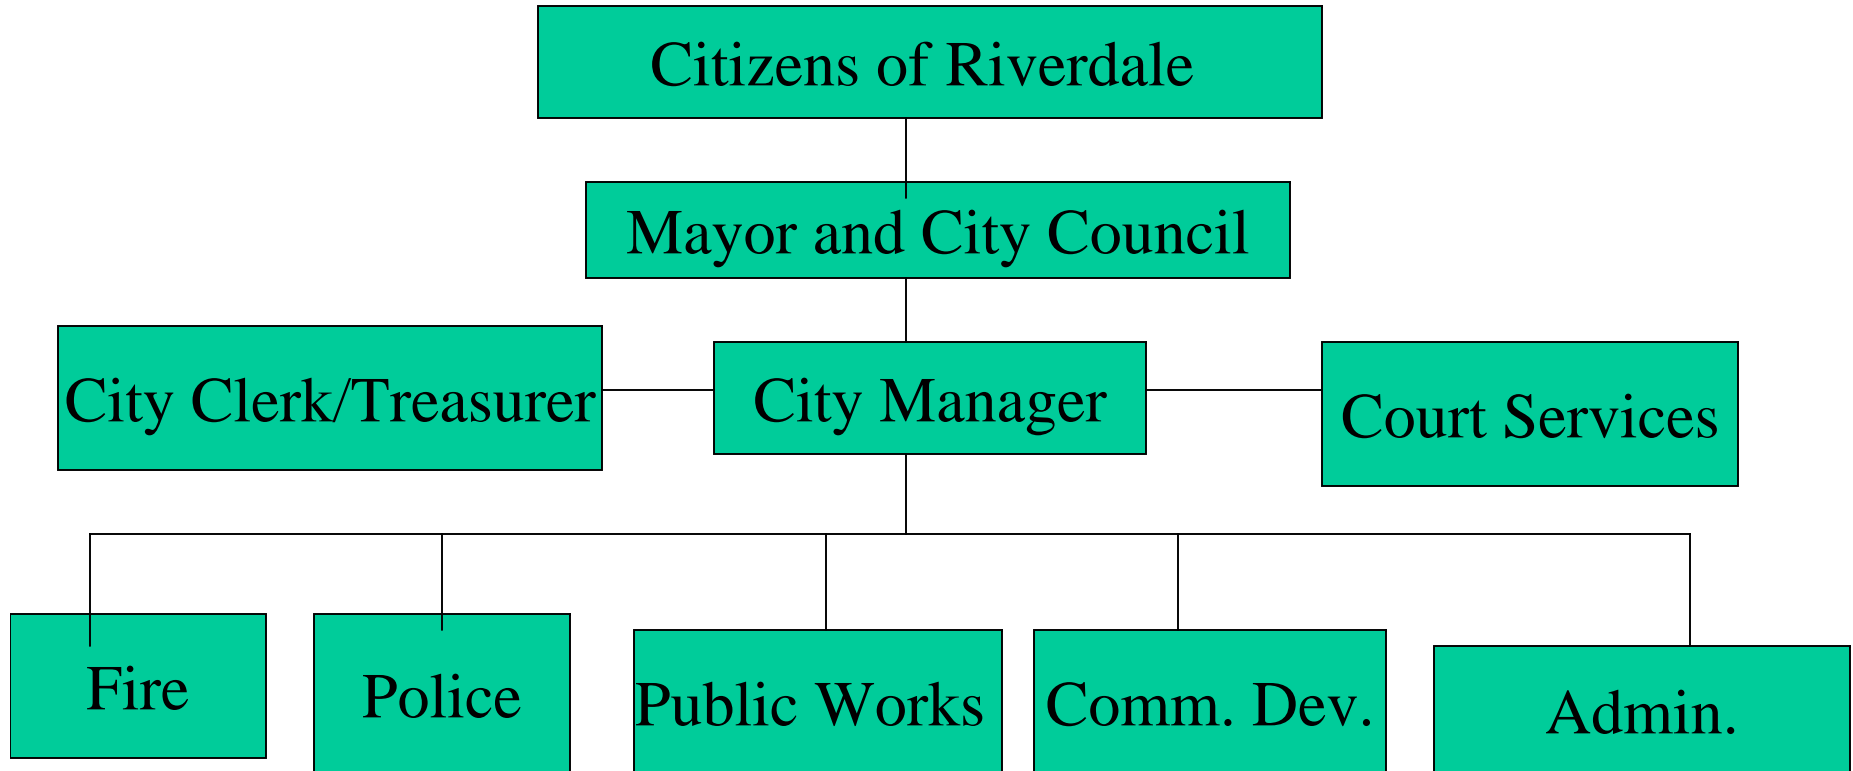 Citizens of Riverdale
Mayor and City Council
City Clerk/Treasurer
City Manager
Court Services
Fire
Police
Public Works
Comm. Dev.
Admin.